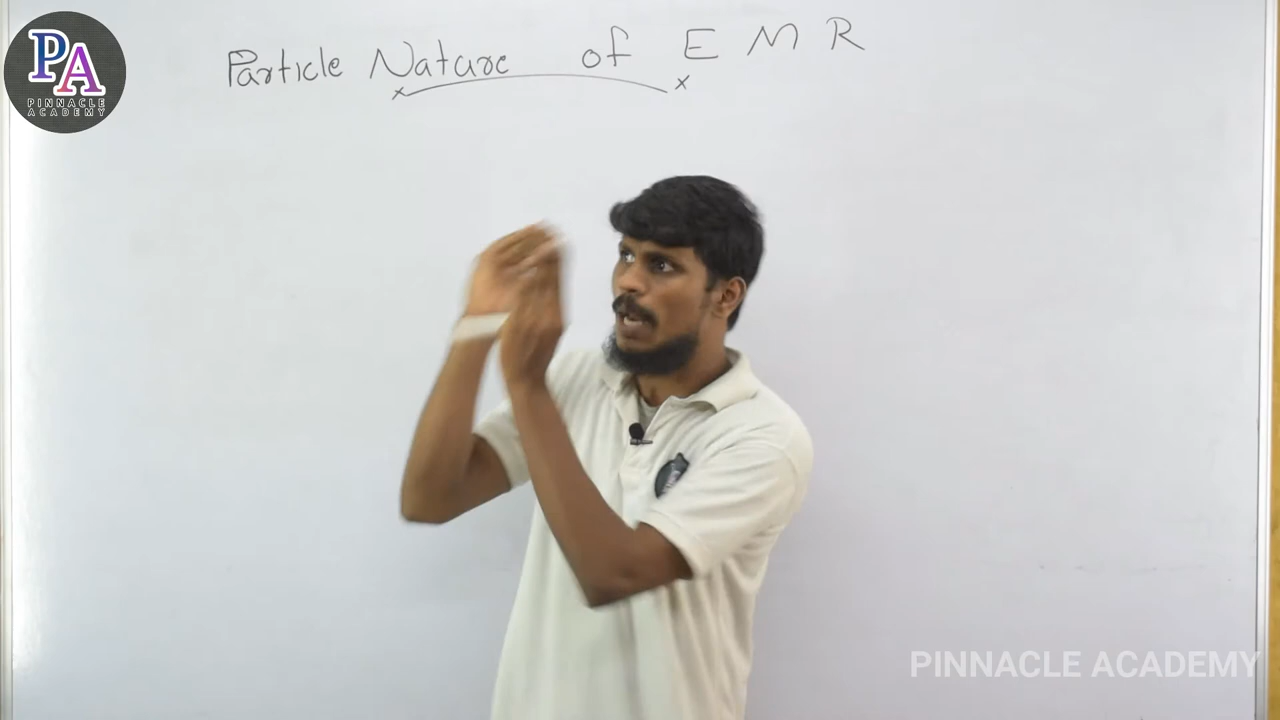 PA
PINNACLE
ACADEMY
Particle Nature of E M R
PINNACLE ACADEMY